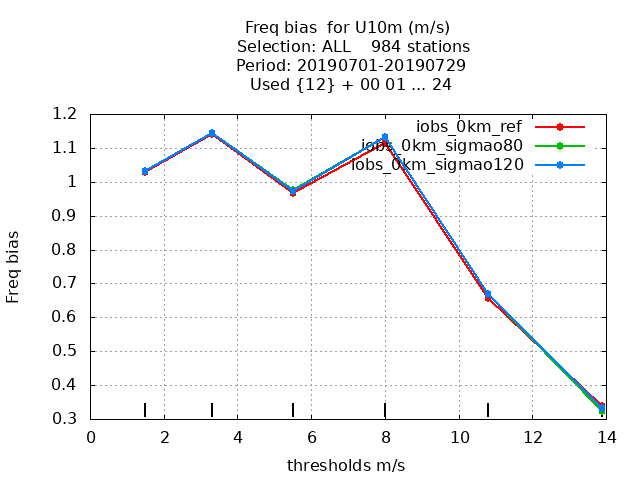 Freq bias  for U10m (m/s)
Selection: ALL    984 stations
Period: 20190701-20190729
Used {12} + 00 01 ... 24
iobs_0km_ref
iobs_0km_sigmao80
iobs_0km_sigmao120
Freq bias
1.2
1.1
1
0.9
0.8
0.7
0.6
0.5
0.4
0.3
0 2 4 6 8 10 12 14
thresholds m/s